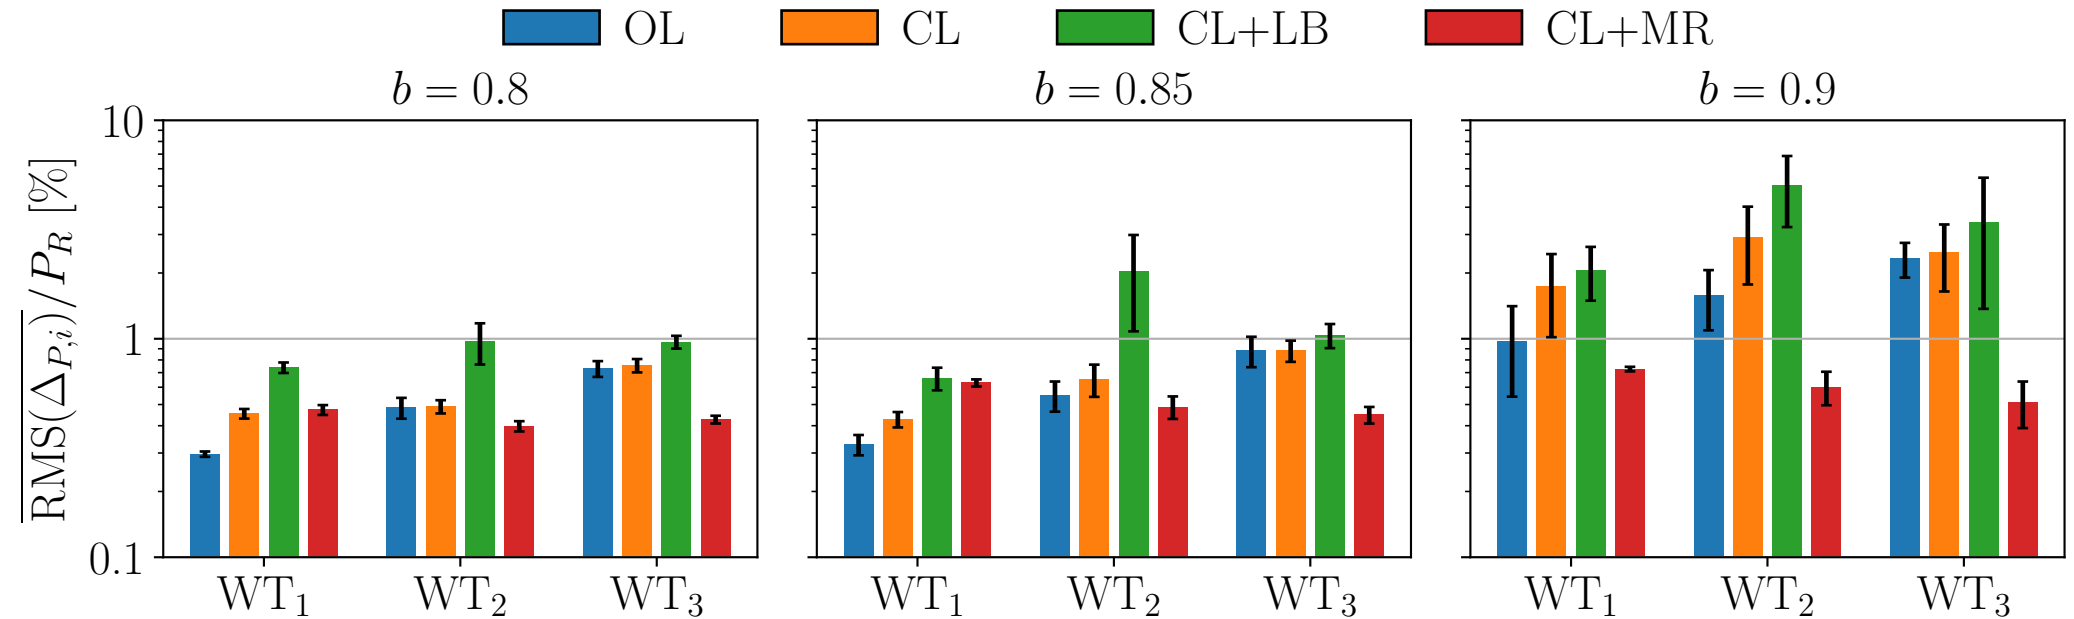 OL CL CL+LB CL+MR
b = 0.8 b = 0.85 b = 0.9
RMS(Δ_{P,i})/P_R [%]
10
1
0.1
WT₁ WT₂ WT₃ WT₁ WT₂ WT₃ WT₁ WT₂ WT₃